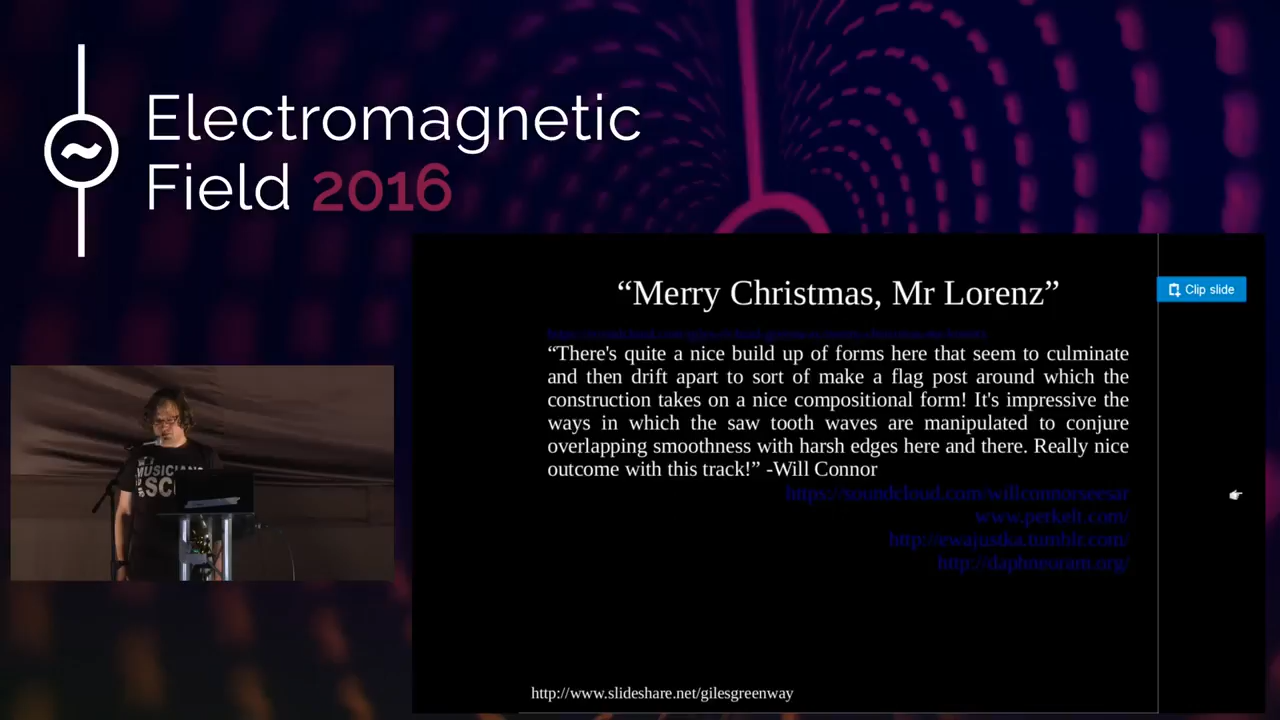 Electromagnetic
Field 2016
“Merry Christmas, Mr Lorenz”
Clip slide
“There's quite a nice build up of forms here that seem to culminate
and then drift apart to sort of make a flag post around which the
construction takes on a nice compositional form! It's impressive the
ways in which the saw tooth waves are manipulated to conjure
overlapping smoothness with harsh edges here and there. Really nice
outcome with this track!” -Will Connor
https://soundcloud.com/willconnorseesar
www.perkelt.com/
http://ewajustka.tumblr.com/
http://daphneoram.org/
MUSICIANS
http://www.slideshare.net/gilesgreenway